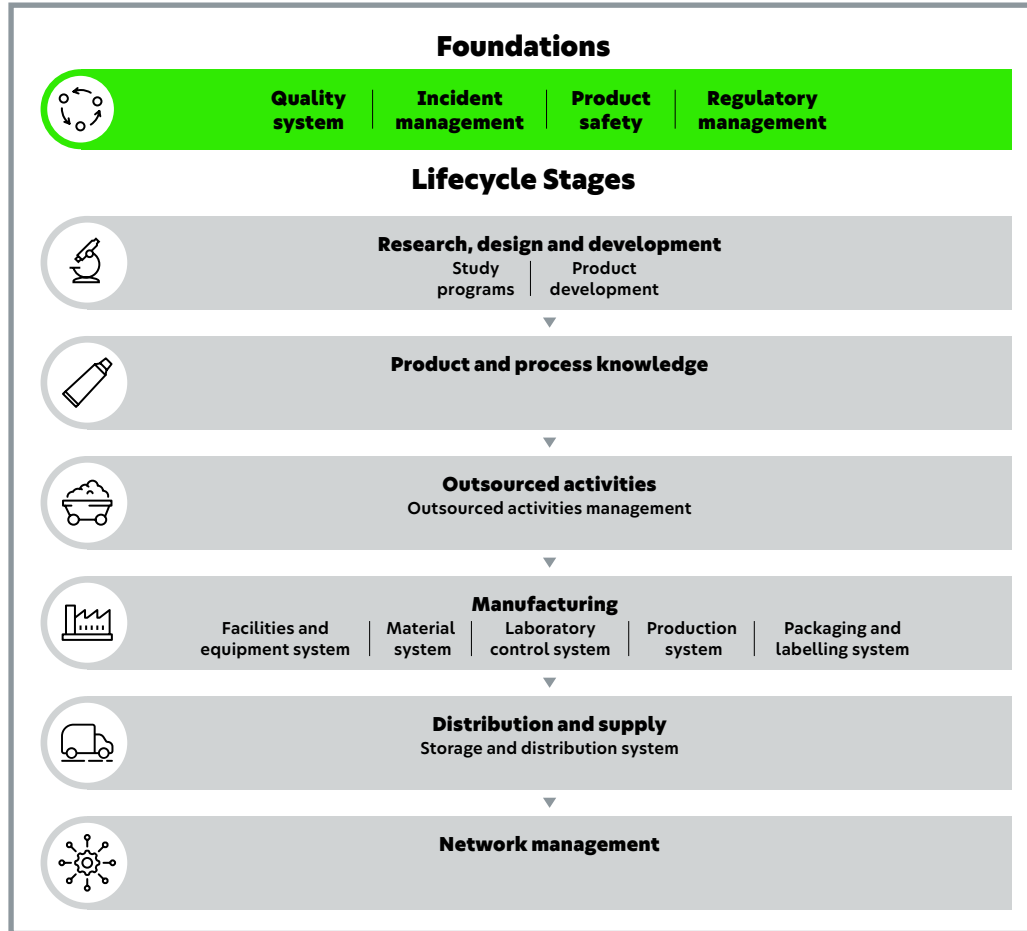 Foundations
Quality system
Incident management
Product safety
Regulatory management
Lifecycle Stages
Research, design and development
Study programs
Product development
Product and process knowledge
Outsourced activities
Outsourced activities management
Manufacturing
Facilities and equipment system
Material system
Laboratory control system
Production system
Packaging and labelling system
Distribution and supply
Storage and distribution system
Network management